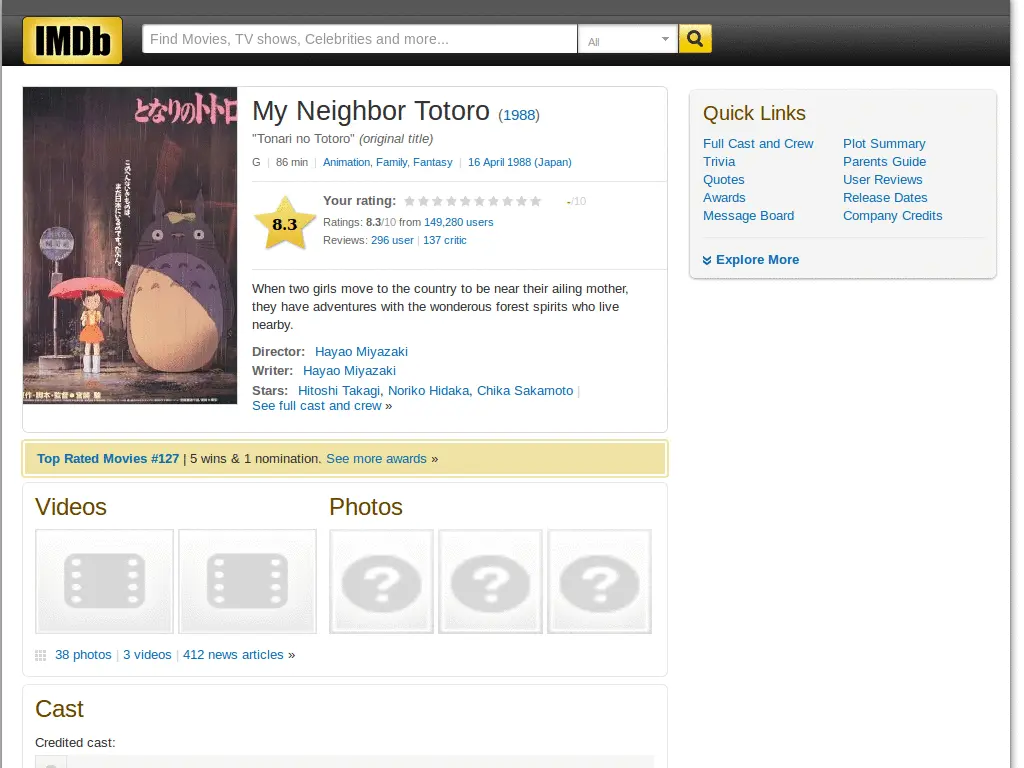 IMDb
Find Movies, TV shows, Celebrities and more...
All
となりのトトロ
My Neighbor Totoro (1988)
"Tonari no Totoro" (original title)
G | 86 min | Animation, Family, Fantasy | 16 April 1988 (Japan)
8.3
Your rating: -/10
Ratings: 8.3/10 from 149,280 users
Reviews: 296 user | 137 critic
When two girls move to the country to be near their ailing mother,
they have adventures with the wonderous forest spirits who live
nearby.
Director: Hayao Miyazaki
Writer: Hayao Miyazaki
Stars: Hitoshi Takagi, Noriko Hidaka, Chika Sakamoto |
See full cast and crew »
Top Rated Movies #127 | 5 wins & 1 nomination. See more awards »
Videos
Photos
38 photos | 3 videos | 412 news articles »
Cast
Credited cast:
Quick Links
Full Cast and Crew
Trivia
Quotes
Awards
Message Board
Plot Summary
Parents Guide
User Reviews
Release Dates
Company Credits
Explore More